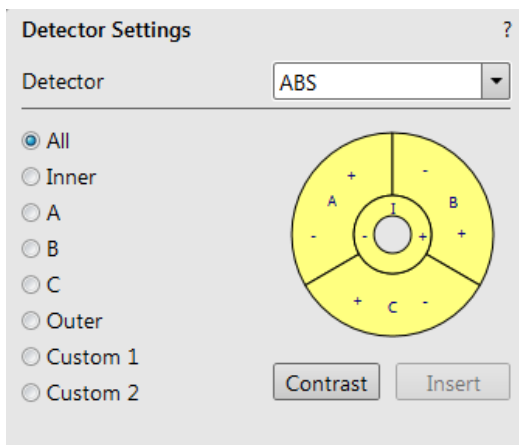 Detector Settings ?
Detector ABS
All
Inner
A
B
C
Outer
Custom 1
Custom 2
+ -
A I B
- - + +
+ C -
Contrast Insert